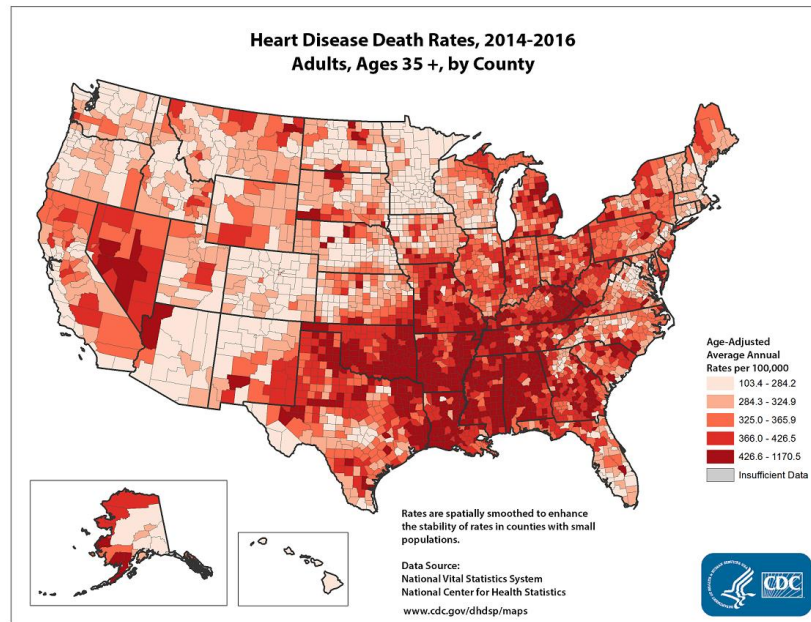 Heart Disease Death Rates, 2014-2016
Adults, Ages 35 +, by County
Age-Adjusted
Average Annual
Rates per 100,000
103.4 - 284.2
284.3 - 324.9
325.0 - 365.9
366.0 - 426.5
426.6 - 1170.5
Insufficient Data
Rates are spatially smoothed to enhance
the stability of rates in counties with small
populations.
Data Source:
National Vital Statistics System
National Center for Health Statistics
www.cdc.gov/dhdsp/maps
CDC